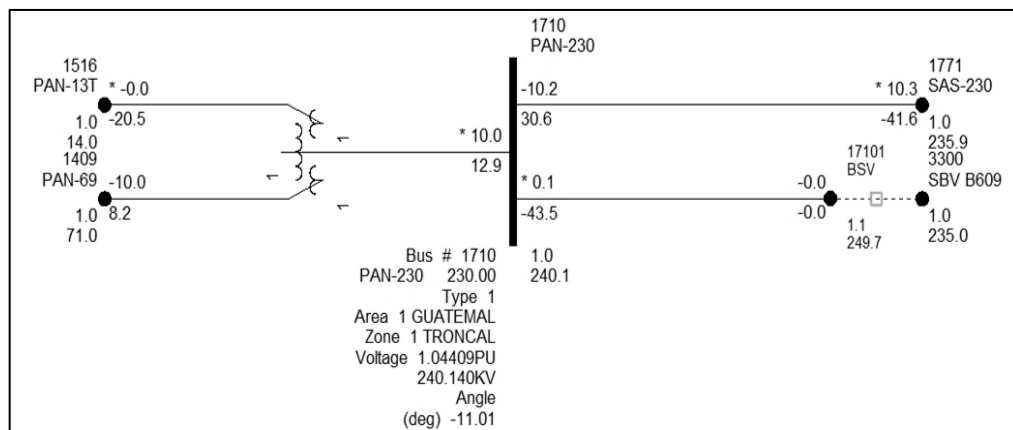 1710
PAN-230
1516
PAN-13T
* -0.0
-20.5
1.0
14.0
1409
PAN-69
-10.0
8.2
1.0
71.0
1
1
1
* 10.0
12.9
-10.2
30.6
* 10.3
-41.6
1771
SAS-230
1.0
235.9
* 0.1
-43.5
-0.0
-0.0
17101
BSV
1.1
249.7
3300
SBV B609
1.0
235.0
1.0
240.1
Bus # 1710
PAN-230 230.00
Type 1
Area 1 GUATEMAL
Zone 1 TRONCAL
Voltage 1.04409PU
240.140KV
Angle
(deg) -11.01